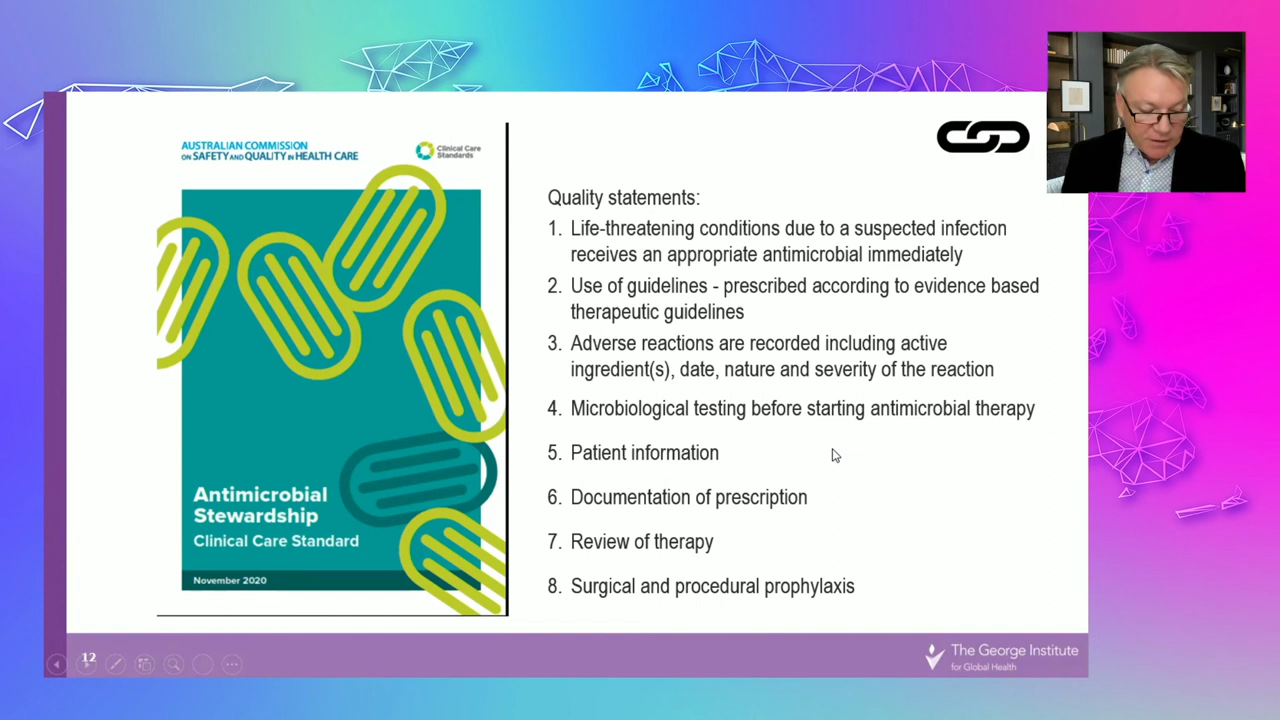 AUSTRALIAN COMMISSION
ON SAFETY AND QUALITY IN HEALTH CARE
Clinical Care
Standards
Antimicrobial
Stewardship
Clinical Care Standard
November 2020
Quality statements:
1. Life-threatening conditions due to a suspected infection
receives an appropriate antimicrobial immediately
2. Use of guidelines - prescribed according to evidence based
therapeutic guidelines
3. Adverse reactions are recorded including active
ingredient(s), date, nature and severity of the reaction
4. Microbiological testing before starting antimicrobial therapy
5. Patient information
6. Documentation of prescription
7. Review of therapy
8. Surgical and procedural prophylaxis
12
The George Institute
for Global Health